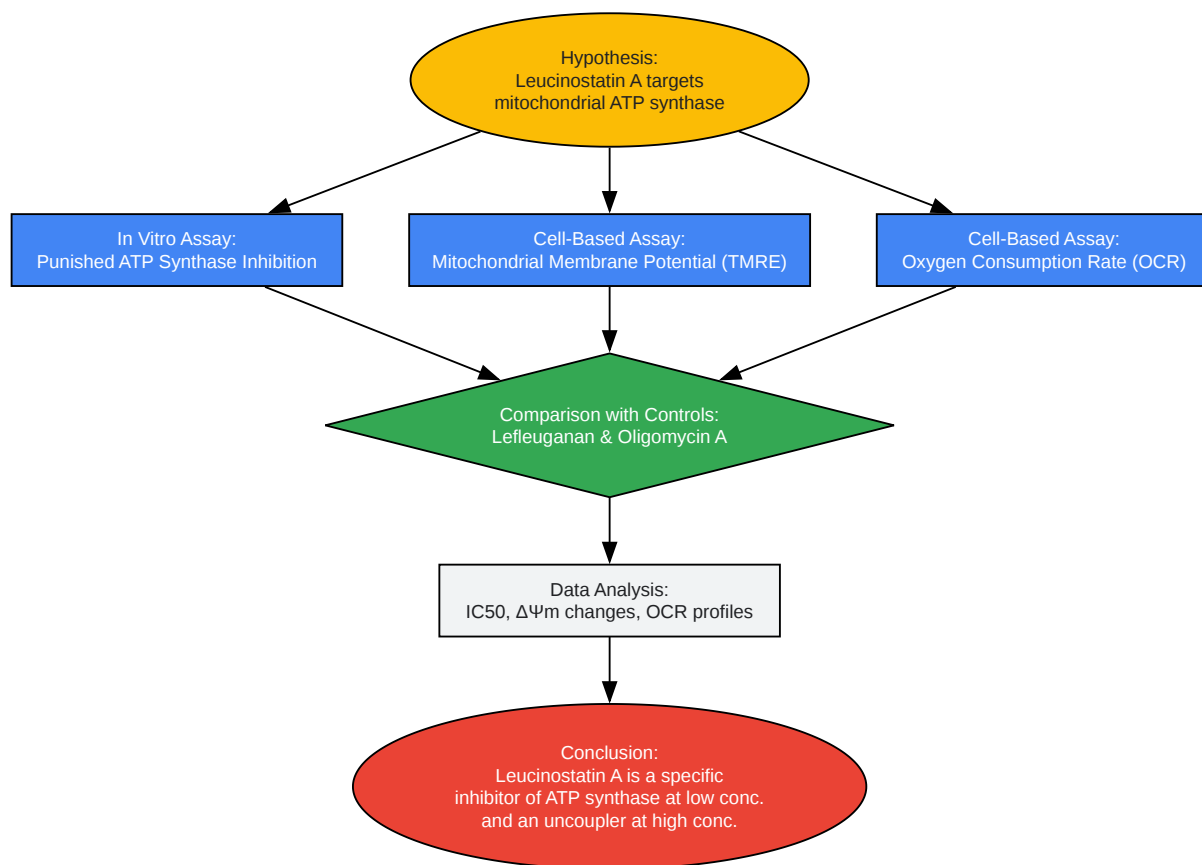 Hypothesis:
Leucinostatin A targets
mitochondrial ATP synthase
In Vitro Assay:
Punished ATP Synthase Inhibition
Cell-Based Assay:
Mitochondrial Membrane Potential (TMRE)
Cell-Based Assay:
Oxygen Consumption Rate (OCR)
Comparison with Controls:
Lefleuganan & Oligomycin A
Data Analysis:
IC50, ΔΨm changes, OCR profiles
Conclusion:
Leucinostatin A is a specific
inhibitor of ATP synthase at low conc.
and an uncoupler at high conc.